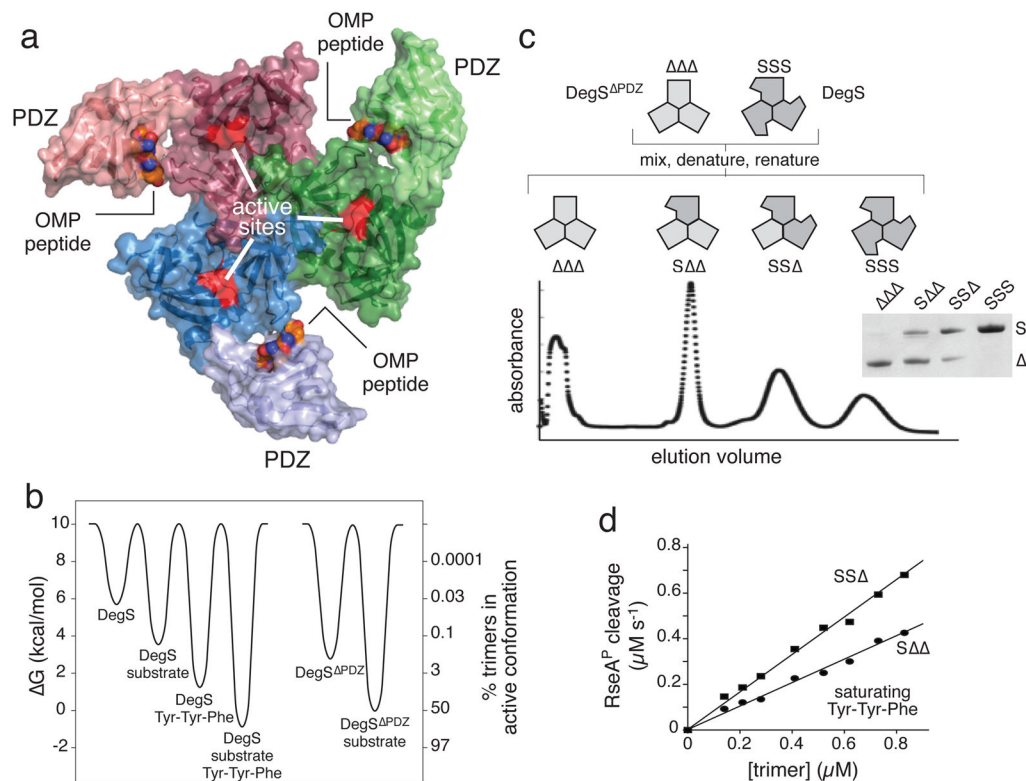 a
OMP
peptide
PDZ
PDZ
OMP
peptide
active
sites
OMP
peptide
PDZ
b
ΔG (kcal/mol)
10
8
6
4
2
0
-2
DegS
DegS
substrate
DegS
Tyr-Tyr-Phe
DegS
substrate
Tyr-Tyr-Phe
DegS^ΔPDZ
DegS^ΔPDZ
substrate
0.0001
0.03
0.1
3
50
97
% trimers in
active conformation
c
ΔΔΔ
SSS
DegS^ΔPDZ
DegS
mix, denature, renature
ΔΔΔ
SΔΔ
SSΔ
SSS
ΔΔΔ
SΔΔ
SSΔ
SSS
S
Δ
absorbance
elution volume
d
RseA^P cleavage
(μM s⁻¹)
0.8
0.6
0.4
0.2
0
SSΔ
SΔΔ
saturating
Tyr-Tyr-Phe
0
0.2
0.4
0.6
0.8
[trimer] (μM)